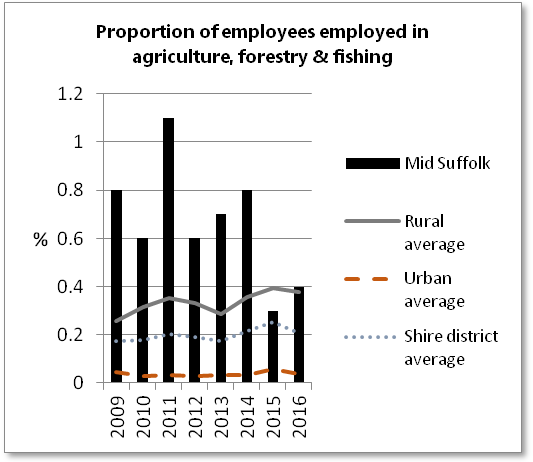 Proportion of employees employed in
agriculture, forestry & fishing
1.2
1
0.8
0.6
0.4
0.2
0
%
2009
2010
2011
2012
2013
2014
2015
2016
Mid Suffolk
Rural
average
Urban
average
Shire district
average